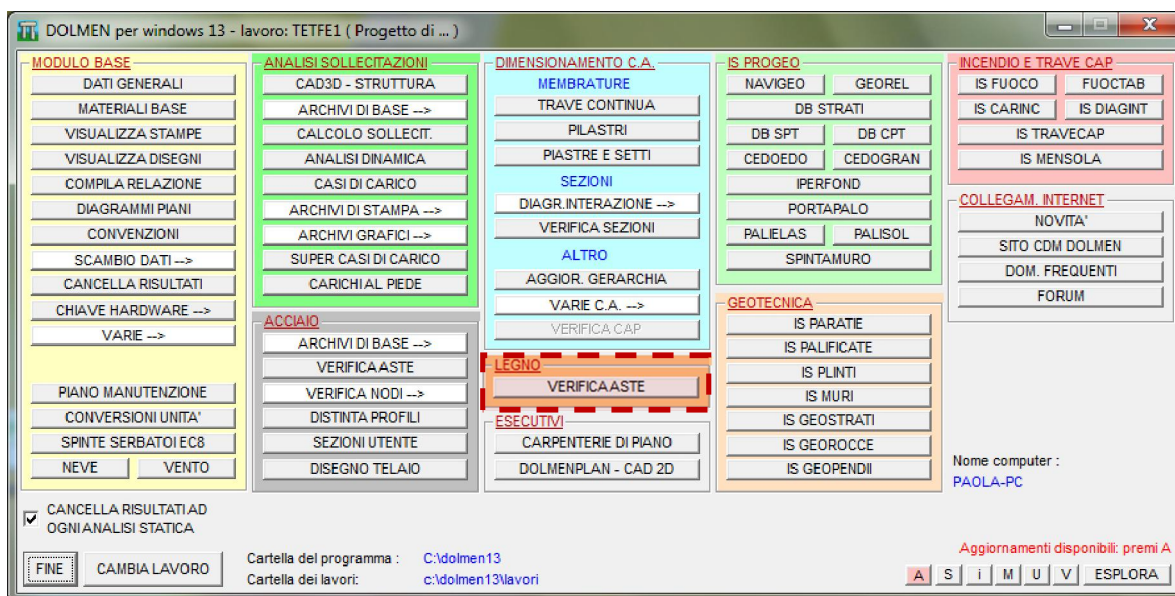 DOLMEN per windows 13 - lavoro: TETFE1 ( Progetto di ... )
MODULO BASE
DATI GENERALI
MATERIALI BASE
VISUALIZZA STAMPE
VISUALIZZA DISEGNI
COMPILA RELAZIONE
DIAGRAMMI PIANI
CONVENZIONI
SCAMBIO DATI -->
CANCELLA RISULTATI
CHIAVE HARDWARE -->
VARIE -->
PIANO MANUTENZIONE
CONVERSIONI UNITA'
SPINTE SERBATOI EC8
NEVE VENTO
ANALISI SOLLECITAZIONI
CAD3D - STRUTTURA
ARCHIVI DI BASE -->
CALCOLO SOLLECIT.
ANALISI DINAMICA
CASI DI CARICO
ARCHIVI DI STAMPA -->
ARCHIVI GRAFICI -->
SUPER CASI DI CARICO
CARICHI AL PIEDE
ACCIAIO
ARCHIVI DI BASE -->
VERIFICA ASTE
VERIFICA NODI -->
DISTINTA PROFILI
SEZIONI UTENTE
DISEGNO TELAIO
DIMENSIONAMENTO C.A.
MEMBRATURE
TRAVE CONTINUA
PILASTRI
PIASTRE E SETTI
SEZIONI
DIAGR.INTERAZIONE -->
VERIFICA SEZIONI
ALTRO
AGGIOR. GERARCHIA
VARIE C.A. -->
VERIFICA CAP
LEGNO
VERIFICA ASTE
ESECUTIVI
CARPENTERIE DI PIANO
DOLMENPLAN - CAD 2D
IS PROGEO
NAVIGEO GEOREL
DB STRATI
DB SPT DB CPT
CEDOEDO CEDOGRAN
IPERFOND
PORTAPALO
PALIELAS PALISOL
SPINTAMURO
GEOTECNICA
IS PARATIE
IS PALIFICATE
IS PLINTI
IS MURI
IS GEOSTRATI
IS GEOROCCE
IS GEOPENDII
INCENDIO E TRAVE CAP
IS FUOCO FUOCTAB
IS CARINC IS DIAGINT
IS TRAVECAP
IS MENSOLA
COLLEGAM. INTERNET
NOVITA'
SITO CDM DOLMEN
DOM. FREQUENTI
FORUM
Nome computer :
PAOLA-PC
CANCELLA RISULTATI AD
OGNI ANALISI STATICA
FINE CAMBIA LAVORO
Cartella del programma : C:\dolmen13
Cartella dei lavori: c:\dolmen13\lavori
Aggiornamenti disponibili: premi A
A S i M U V ESPLORA